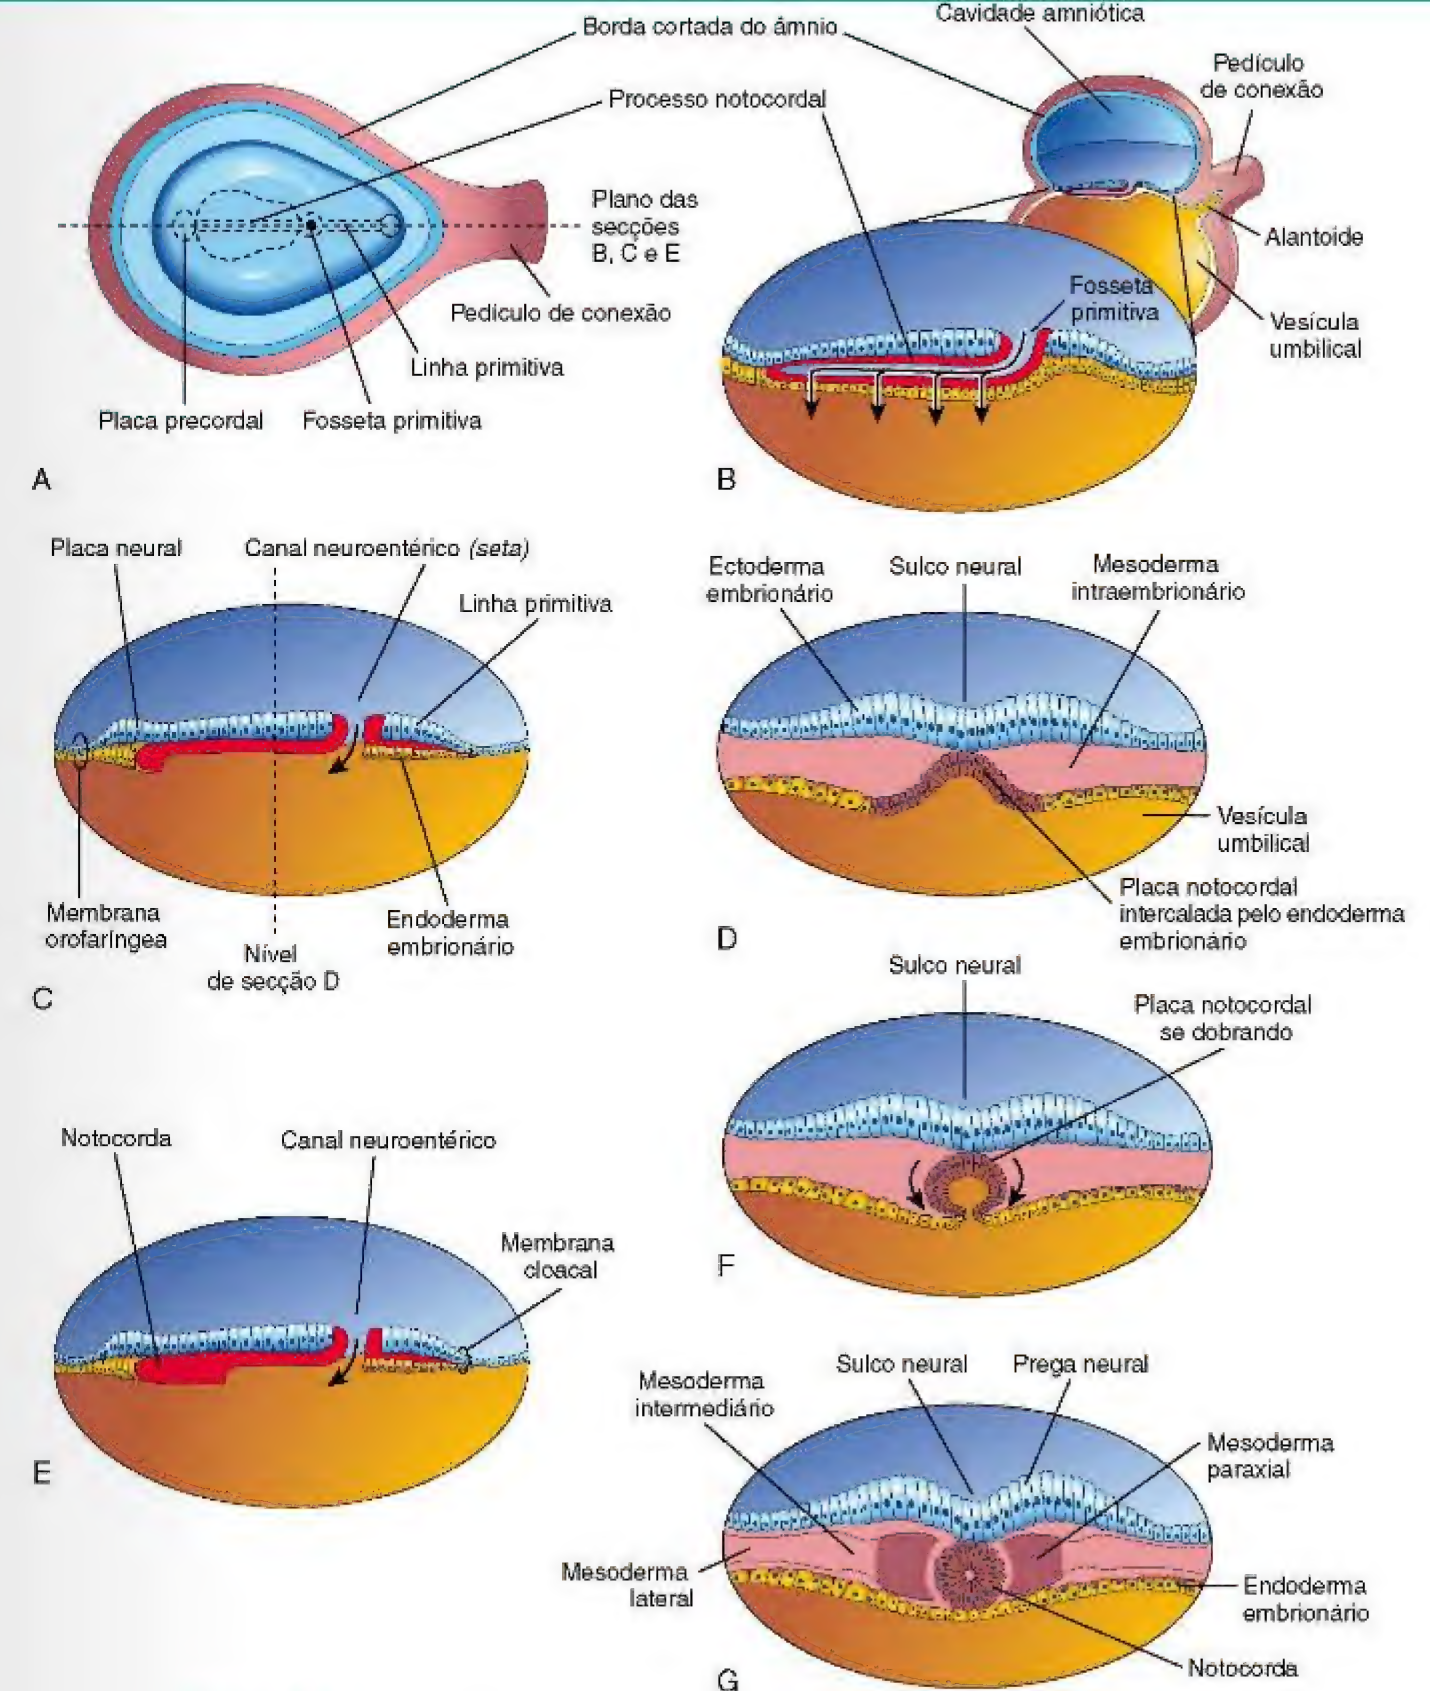 Borda cortada do âmnio
Cavidade amniótica
Pedículo
de conexão
Processo notocordal
Plano das
secções
B, C e E
Alantoide
Fosseta
primitiva
Pedículo de conexão
Vesícula
umbilical
Linha primitiva
Placa precordal
Fosseta primitiva
A
B
Placa neural
Canal neuroentérico (seta)
Linha primitiva
Membrana
orofaríngea
Nível
de secção D
Endoderma
embrionário
C
Ectoderma
embrionário
Sulco neural
Mesoderma
intraembrionário
Vesícula
umbilical
Placa notocordal
intercalada pelo endoderma
embrionário
D
Sulco neural
Placa notocordal
se dobrando
F
Notocorda
Canal neuroentérico
Membrana
cloacal
E
Mesoderma
intermediário
Sulco neural
Prega neural
Mesoderma
paraxial
Mesoderma
lateral
Endoderma
embrionário
Notocorda
G